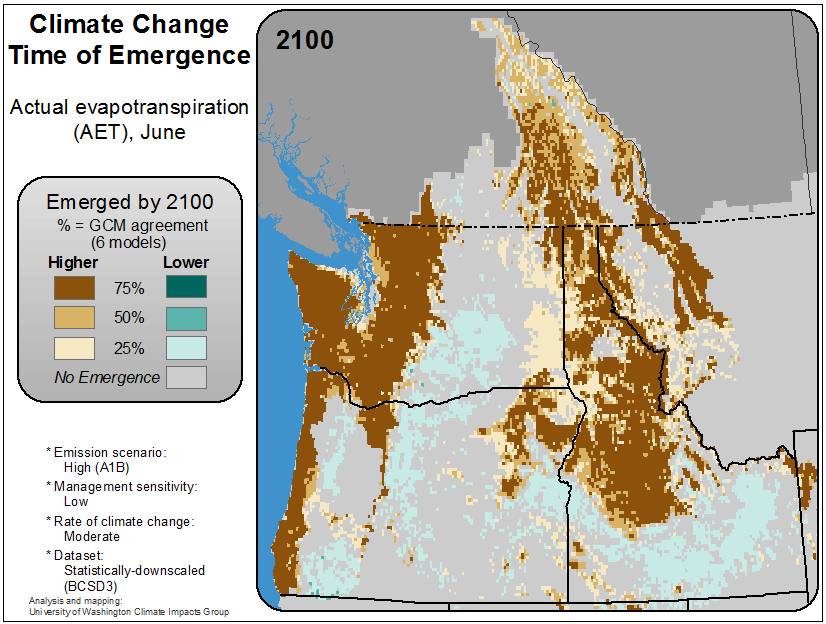 Climate Change
Time of Emergence
Actual evapotranspiration
(AET), June
2100
Emerged by 2100
% = GCM agreement
(6 models)
Higher Lower
75%
50%
25%
No Emergence
* Emission scenario:
High (A1B)
* Management sensitivity:
Low
* Rate of climate change:
Moderate
* Dataset:
Statistically-downscaled
(BCSD3)
Analysis and mapping:
University of Washington Climate Impacts Group